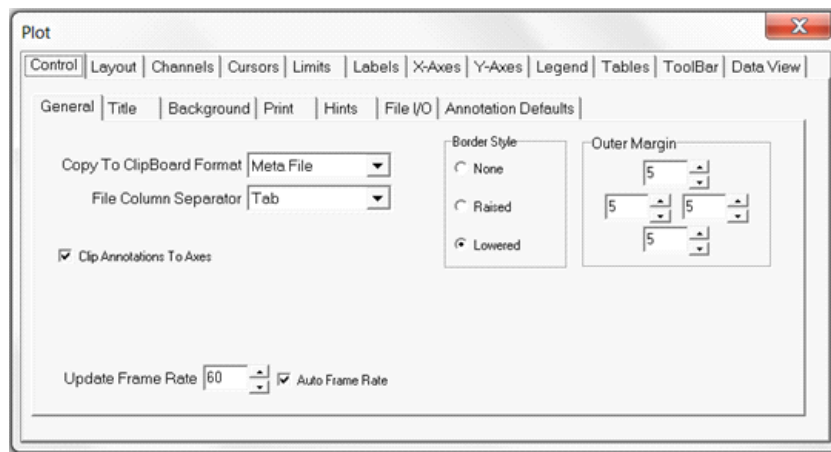 Plot
Control Layout Channels Cursors Limits Labels X-Axes Y-Axes Legend Tables ToolBar Data View
General Title Background Print Hints File I/O Annotation Defaults
Copy To ClipBoard Format Meta File
File Column Separator Tab
Clip Annotations To Axes
Update Frame Rate 60 Auto Frame Rate
Border Style
None
Raised
Lowered
Outer Margin
5
5 5
5